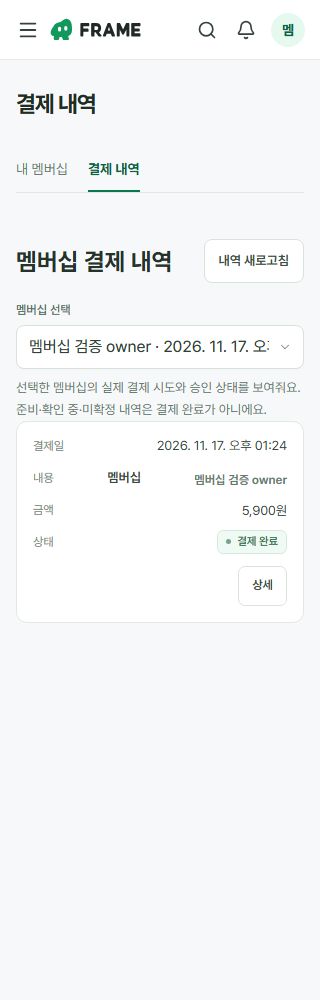 FRAME
멤
결제 내역
내 멤버십 결제 내역
멤버십 결제 내역
내역 새로고침
멤버십 선택
멤버십 검증 owner · 2026. 11. 17. 오
선택한 멤버십의 실제 결제 시도와 승인 상태를 보여줘요.
준비·확인 중·미확정 내역은 결제 완료가 아니에요.
결제일 2026. 11. 17. 오후 01:24
내용 멤버십 멤버십 검증 owner
금액 5,900원
상태 결제 완료
상세